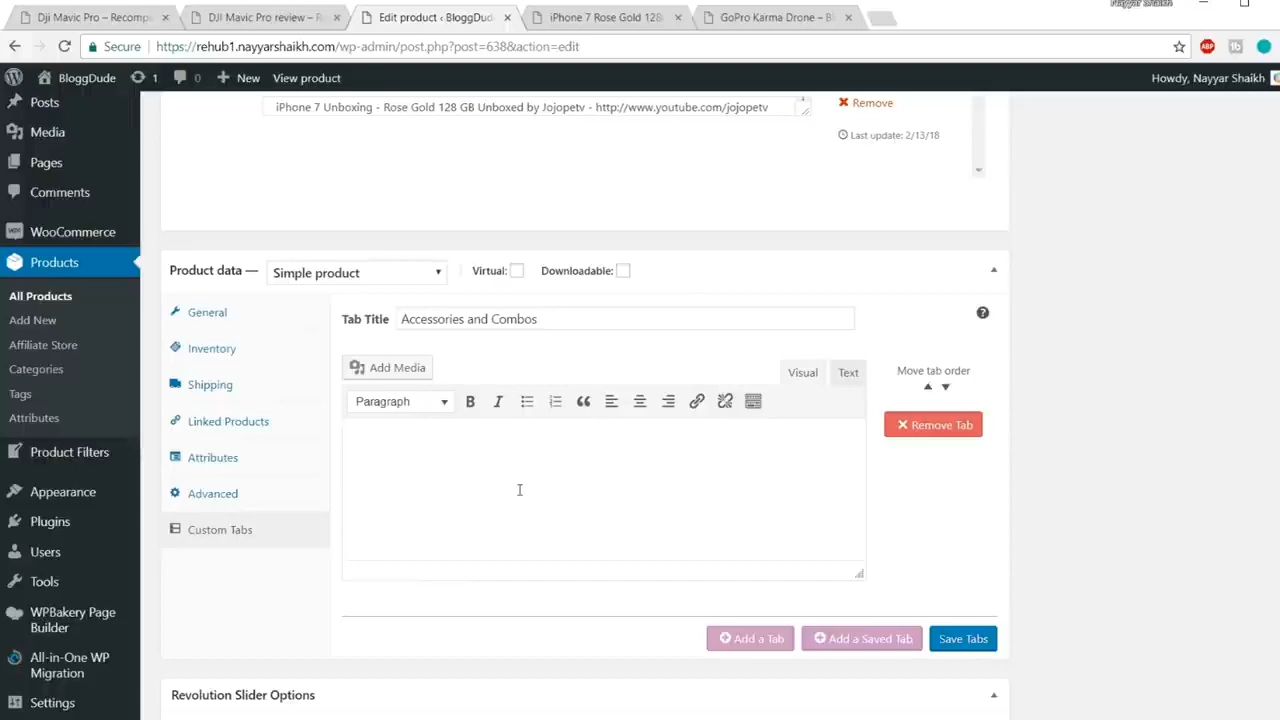 Dji Mavic Pro – Recomp
DJI Mavic Pro review – R
Edit product ‹ BloggDud
iPhone 7 Rose Gold 128
GoPro Karma Drone – Bl
Nayyar Shaikh
Secure
https://rehub1.nayyarshaikh.com/wp-admin/post.php?post=638&action=edit
ABP
BloggDude
1
0
New
View product
Howdy, Nayyar Shaikh
Posts
Media
Pages
Comments
WooCommerce
Products
All Products
Add New
Affiliate Store
Categories
Tags
Attributes
Product Filters
Appearance
Plugins
Users
Tools
WPBakery Page
Builder
All-in-One WP
Migration
Settings
iPhone 7 Unboxing - Rose Gold 128 GB Unboxed by Jojopetv - http://www.youtube.com/jojopetv
Remove
Last update: 2/13/18
Product data —
Simple product
Virtual:
Downloadable:
General
Inventory
Shipping
Linked Products
Attributes
Advanced
Custom Tabs
Tab Title
Accessories and Combos
Add Media
Visual
Text
Paragraph
B
I
Move tab order
Remove Tab
Add a Tab
Add a Saved Tab
Save Tabs
Revolution Slider Options